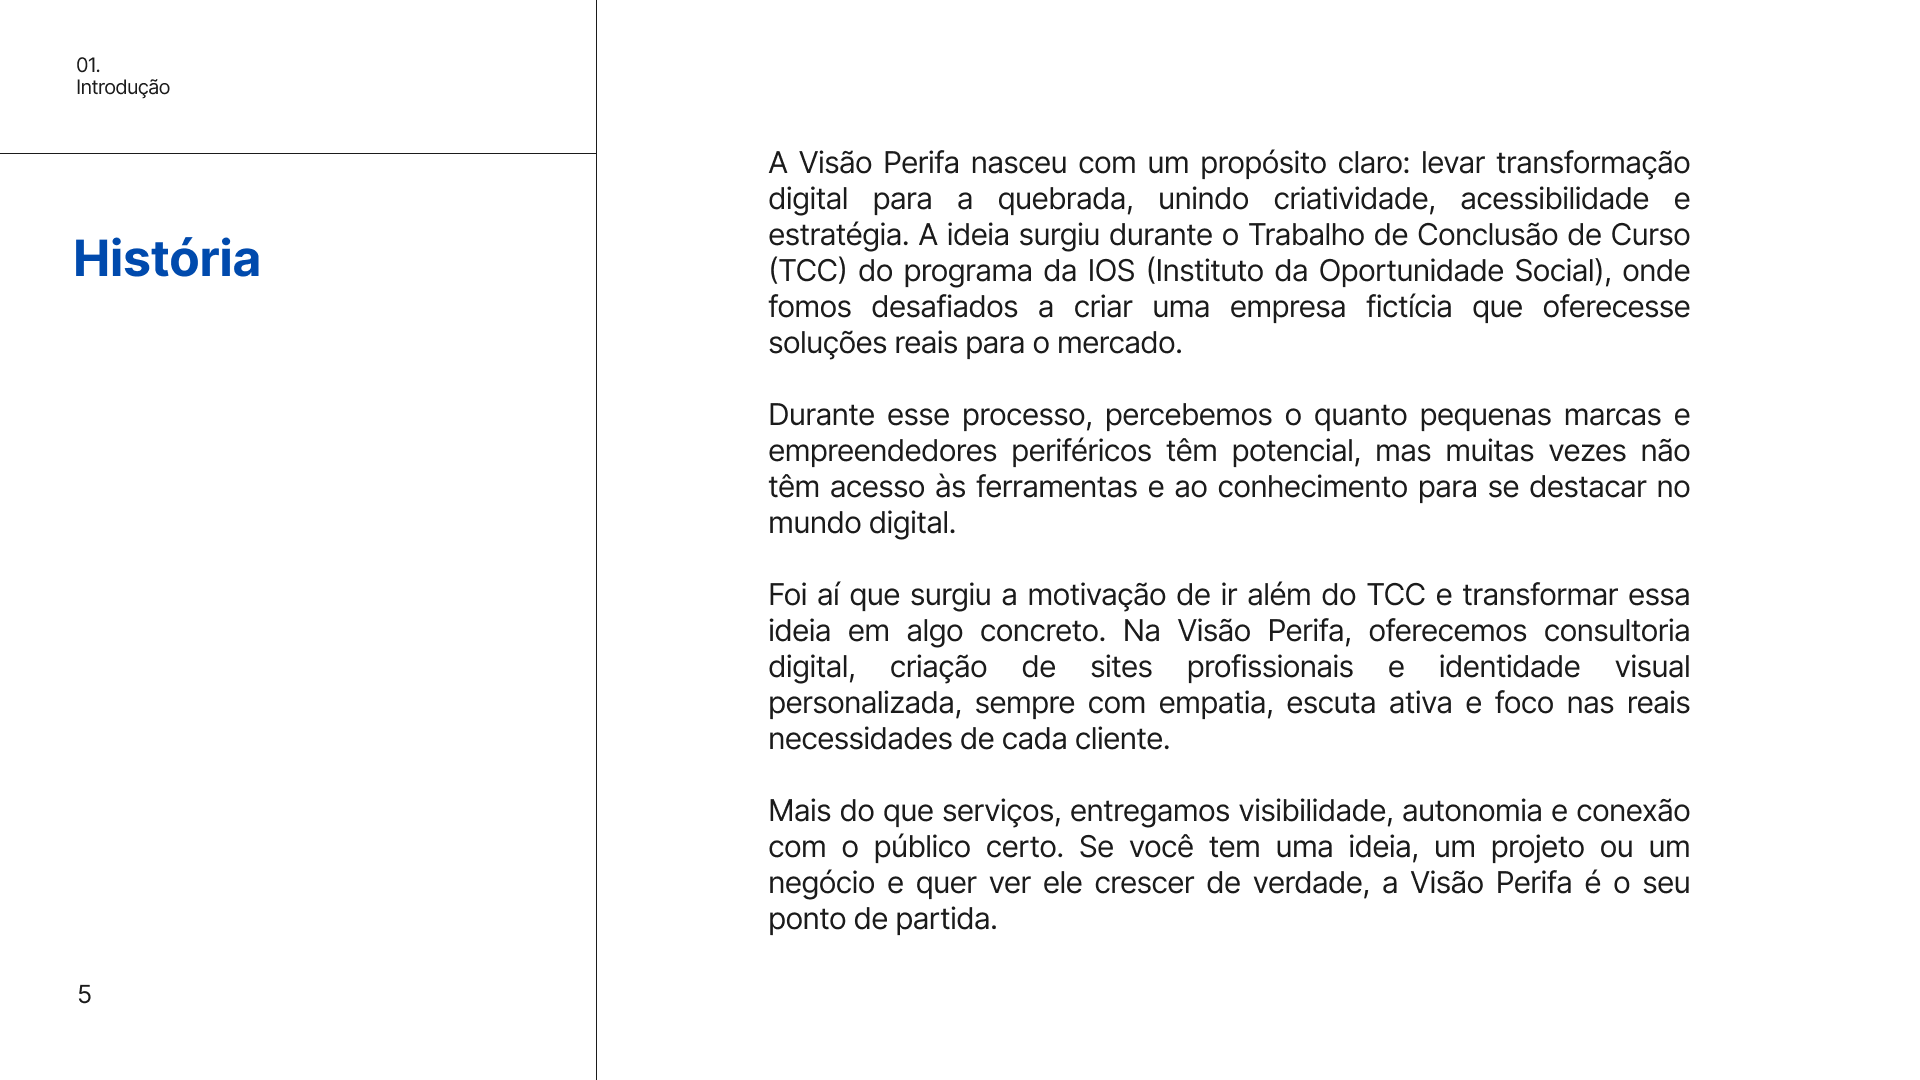 01.
Introdução
História
A Visão Perifa nasceu com um propósito claro: levar transformação
digital para a quebrada, unindo criatividade, acessibilidade e
estratégia. A ideia surgiu durante o Trabalho de Conclusão de Curso
(TCC) do programa da IOS (Instituto da Oportunidade Social), onde
fomos desafiados a criar uma empresa fictícia que oferecesse
soluções reais para o mercado.
Durante esse processo, percebemos o quanto pequenas marcas e
empreendedores periféricos têm potencial, mas muitas vezes não
têm acesso às ferramentas e ao conhecimento para se destacar no
mundo digital.
Foi aí que surgiu a motivação de ir além do TCC e transformar essa
ideia em algo concreto. Na Visão Perifa, oferecemos consultoria
digital, criação de sites profissionais e identidade visual
personalizada, sempre com empatia, escuta ativa e foco nas reais
necessidades de cada cliente.
Mais do que serviços, entregamos visibilidade, autonomia e conexão
com o público certo. Se você tem uma ideia, um projeto ou um
negócio e quer ver ele crescer de verdade, a Visão Perifa é o seu
ponto de partida.
5